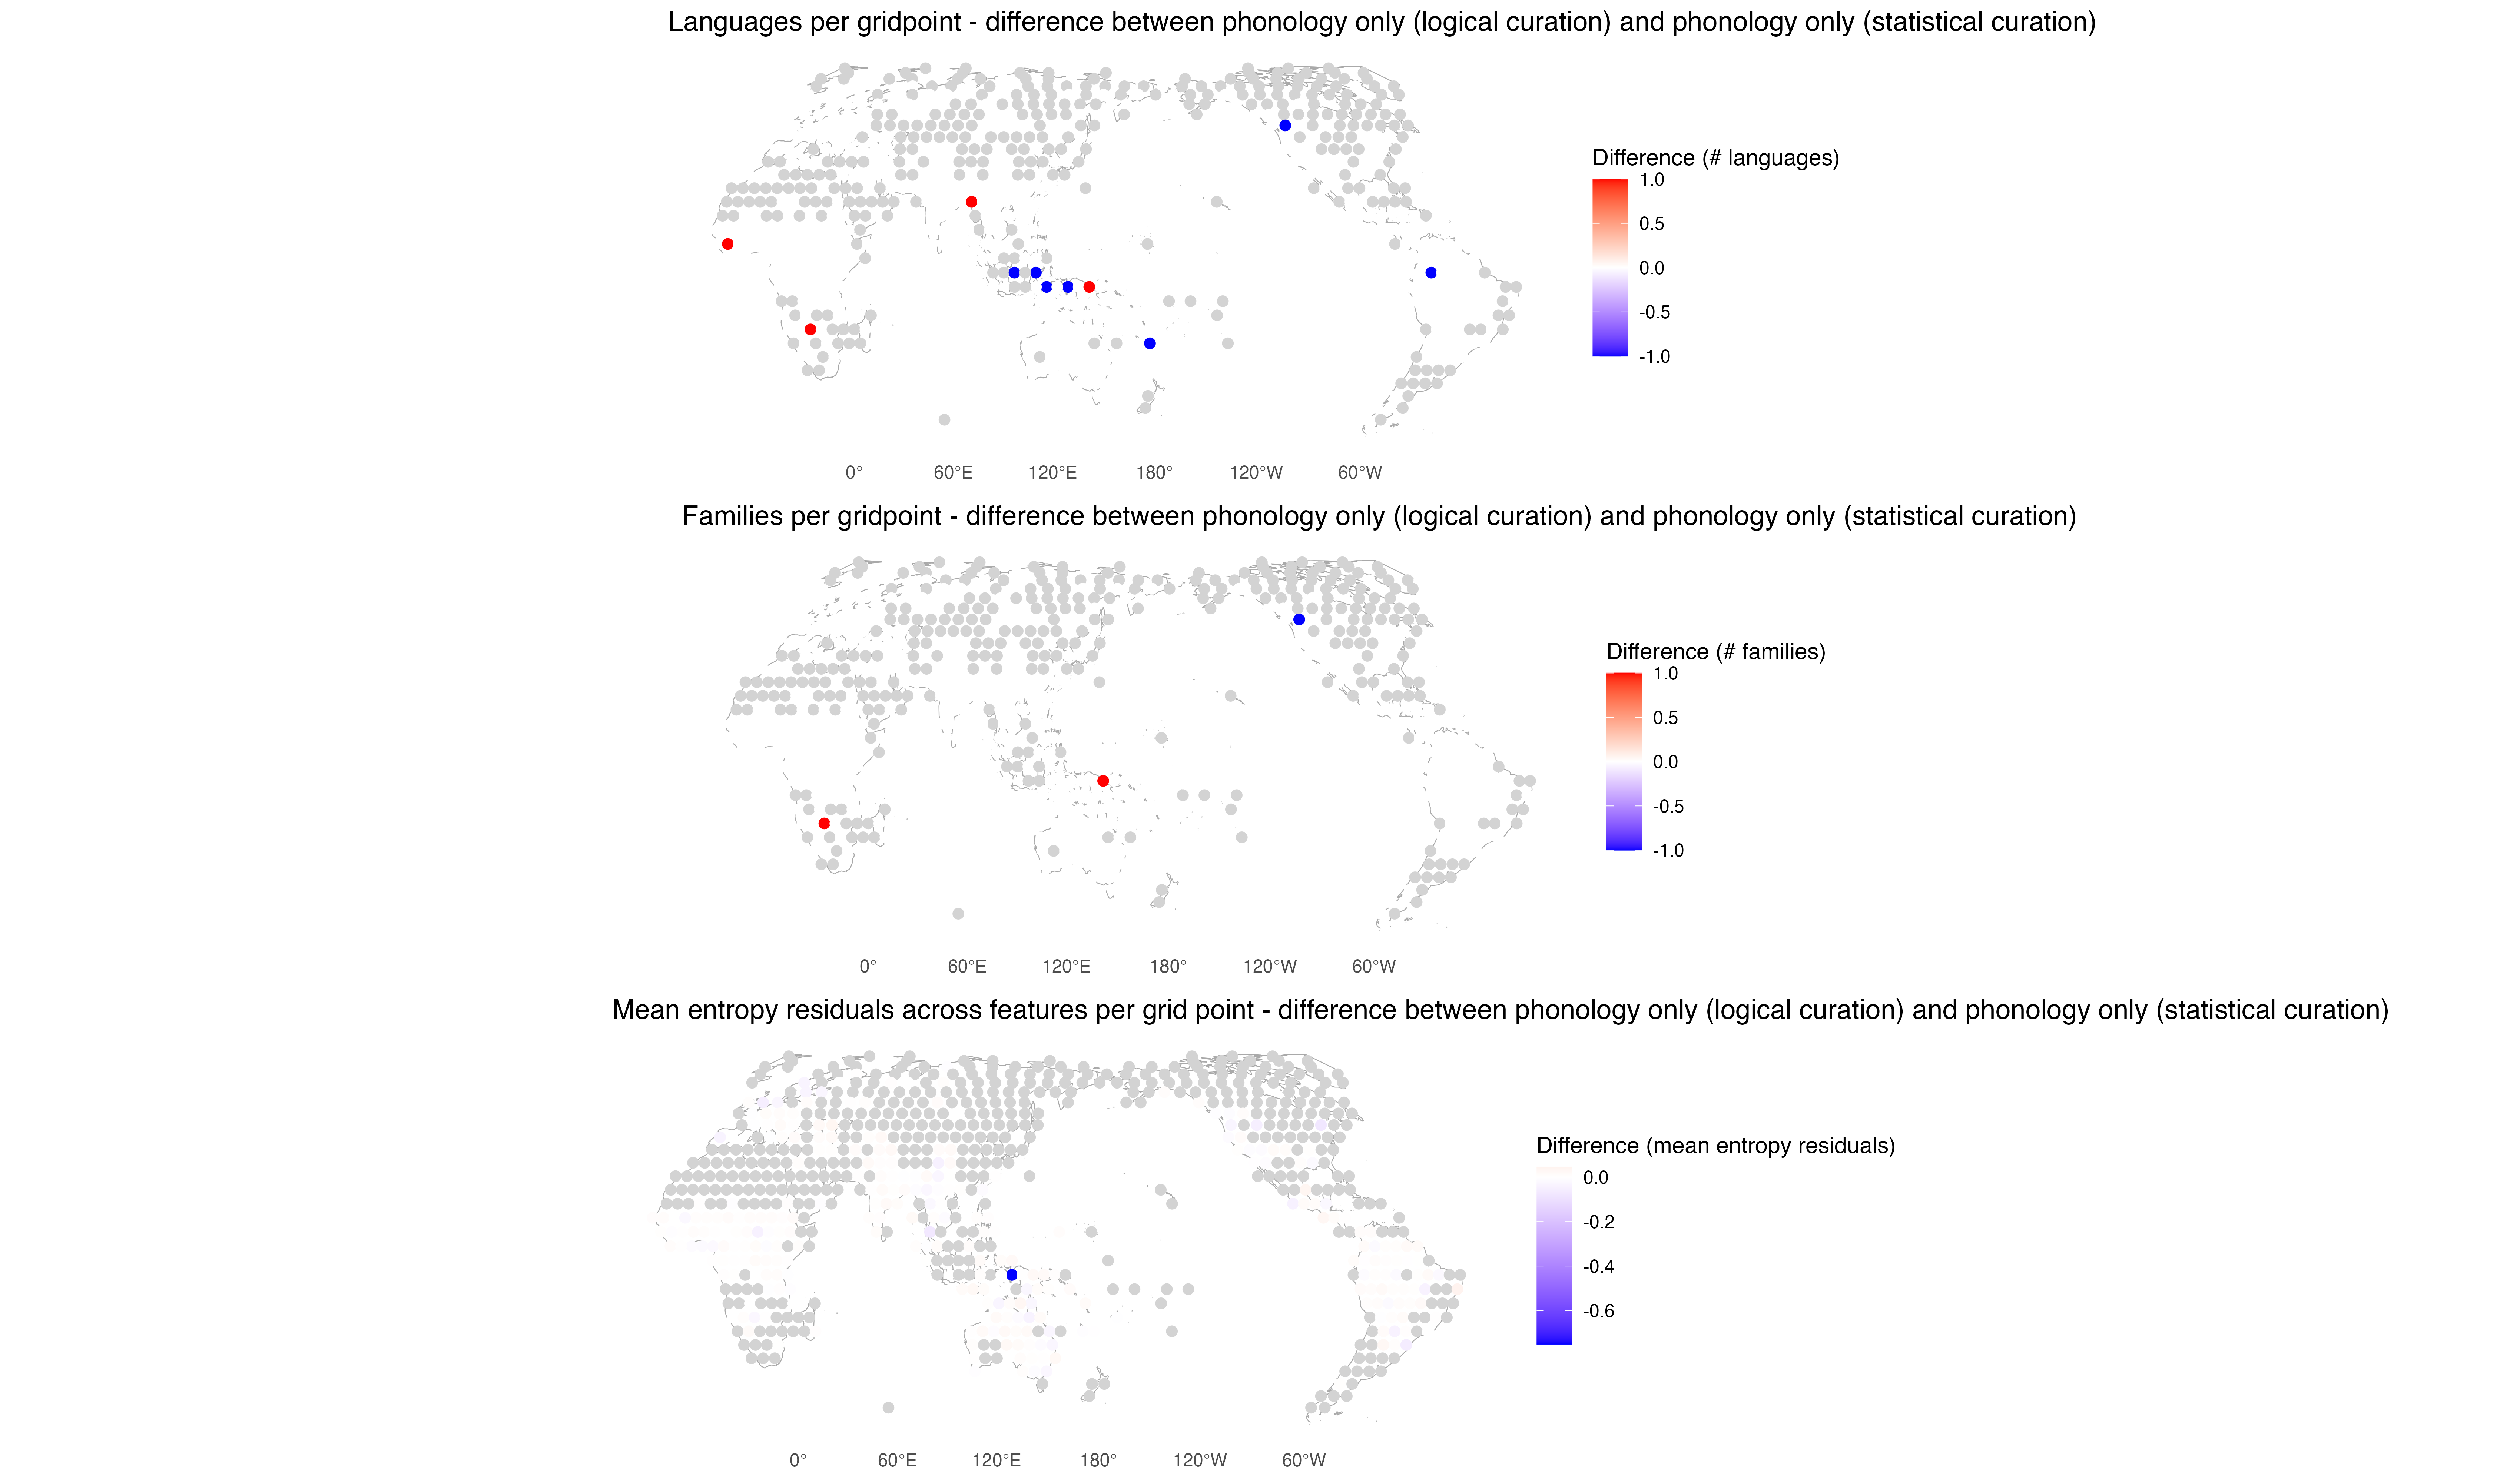 Languages per gridpoint - difference between phonology only (logical curation) and phonology only (statistical curation)
Difference (# languages)
1.0
0.5
0.0
-0.5
-1.0
0°
60°E
120°E
180°
120°W
60°W
Families per gridpoint - difference between phonology only (logical curation) and phonology only (statistical curation)
Difference (# families)
1.0
0.5
0.0
-0.5
-1.0
0°
60°E
120°E
180°
120°W
60°W
Mean entropy residuals across features per grid point - difference between phonology only (logical curation) and phonology only (statistical curation)
Difference (mean entropy residuals)
0.0
-0.2
-0.4
-0.6
0°
60°E
120°E
180°
120°W
60°W